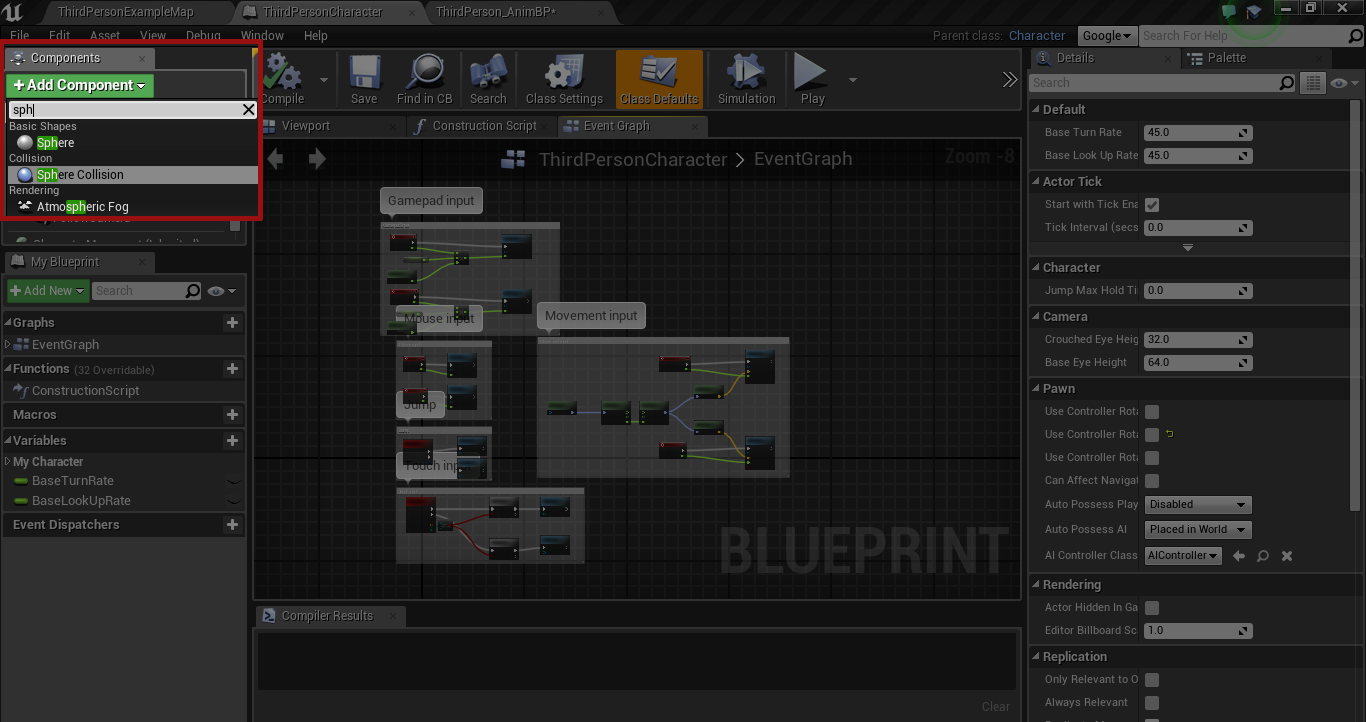 ThirdPersonExampleMap
ThirdPersonCharacter
ThirdPerson_AnimBP*
File Edit Asset View Debug Window Help
Parent class: Character
Google
Search For Help
Components
Add Component
sph
Basic Shapes
Sphere
Collision
Sphere Collision
Rendering
Atmospheric Fog
My Blueprint
Add New
Search
Graphs
EventGraph
Functions (32 Overridable)
ConstructionScript
Macros
Variables
My Character
BaseTurnRate
BaseLookUpRate
Event Dispatchers
Compile
Save
Find in CB
Search
Class Settings
Class Defaults
Simulation
Play
Viewport
Construction Script
Event Graph
ThirdPersonCharacter > EventGraph
Zoom -8
Gamepad input
Mouse input
Movement input
Jump
Touch inp
BLUEPRINT
Compiler Results
Clear
Details
Palette
Search
Default
Base Turn Rate 45.0
Base Look Up Rate 45.0
Actor Tick
Start with Tick Ena
Tick Interval (secs 0.0
Character
Jump Max Hold Ti 0.0
Camera
Crouched Eye Heig 32.0
Base Eye Height 64.0
Pawn
Use Controller Rota
Use Controller Rota
Use Controller Rota
Can Affect Navigat
Auto Possess Play Disabled
Auto Possess AI Placed in World
AI Controller Class AIController
Rendering
Actor Hidden In Ga
Editor Billboard Sc 1.0
Replication
Only Relevant to O
Always Relevant